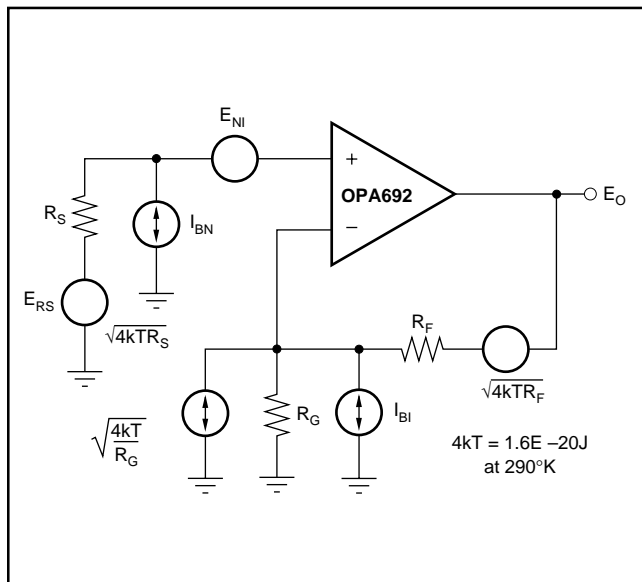 E_NI
+
OPA692
−
E_O
R_S
I_BN
E_RS
√4kTR_S
R_F
√4kTR_F
√4kT/R_G
R_G
I_BI
4kT = 1.6E –20J
at 290°K